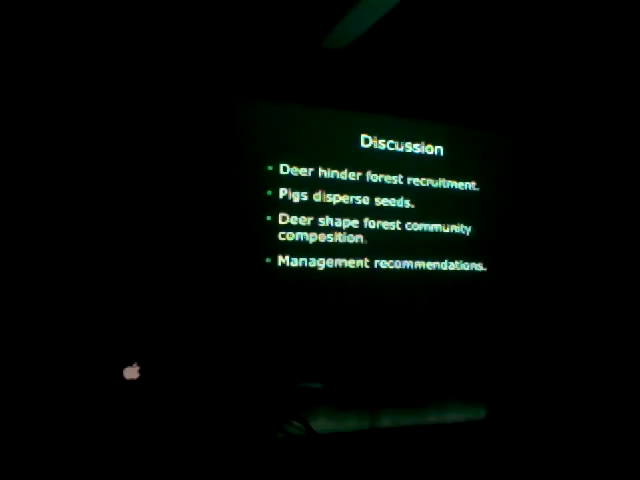 Discussion
• Deer hinder forest recruitment.
• Pigs disperse seeds.
• Deer shape forest community
composition.
• Management recommendations.